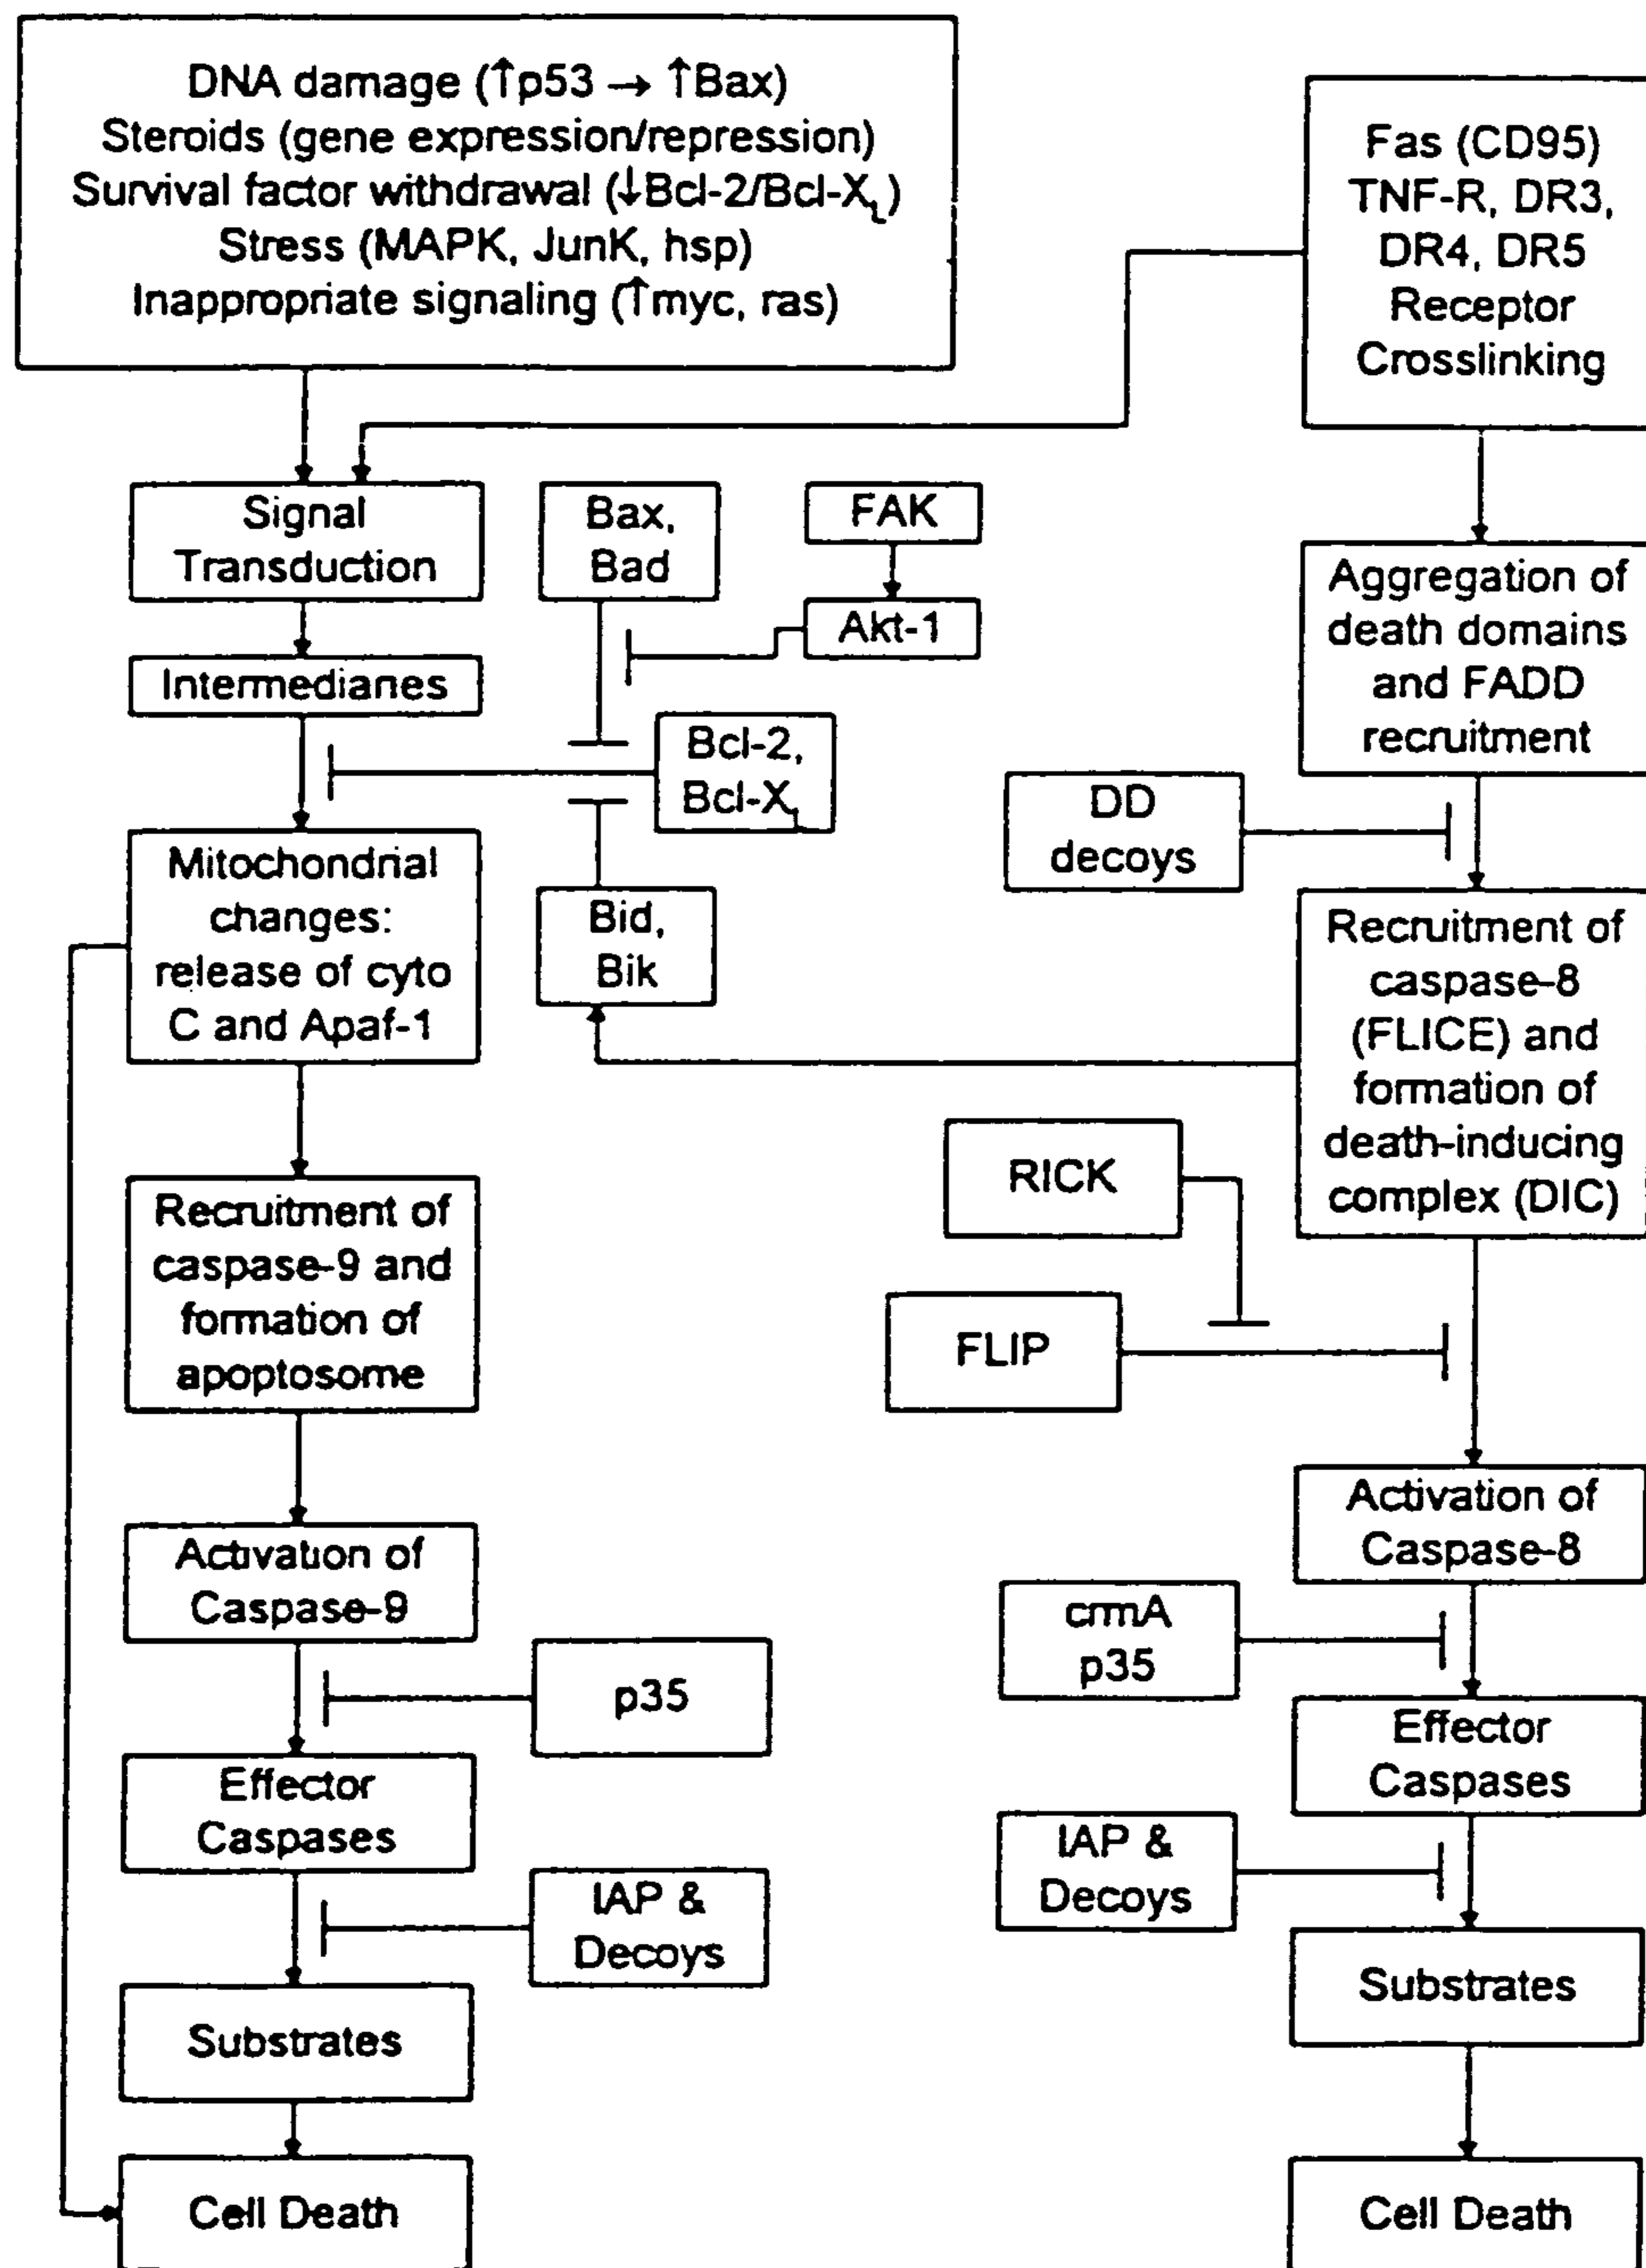 DNA damage (↑p53 → ↑Bax)
Steroids (gene expression/repression)
Survival factor withdrawal (↓Bcl-2/Bcl-XL)
Stress (MAPK, JunK, hsp)
Inappropriate signaling (↑myc, ras)
Fas (CD95)
TNF-R, DR3,
DR4, DR5
Receptor
Crosslinking
Signal
Transduction
Bax,
Bad
FAK
Akt-1
Aggregation of
death domains
and FADD
recruitment
Intermedianes
Bcl-2,
Bcl-XL
DD
decoys
Mitochondrial
changes:
release of cyto
C and Apaf-1
Bid,
Bik
Recruitment of
caspase-8
(FLICE) and
formation of
death-inducing
complex (DIC)
RICK
Recruitment of
caspase-9 and
formation of
apoptosome
FLIP
Activation of
Caspase-9
Activation of
Caspase-8
p35
crmA
p35
Effector
Caspases
Effector
Caspases
IAP &
Decoys
IAP &
Decoys
Substrates
Substrates
Cell Death
Cell Death